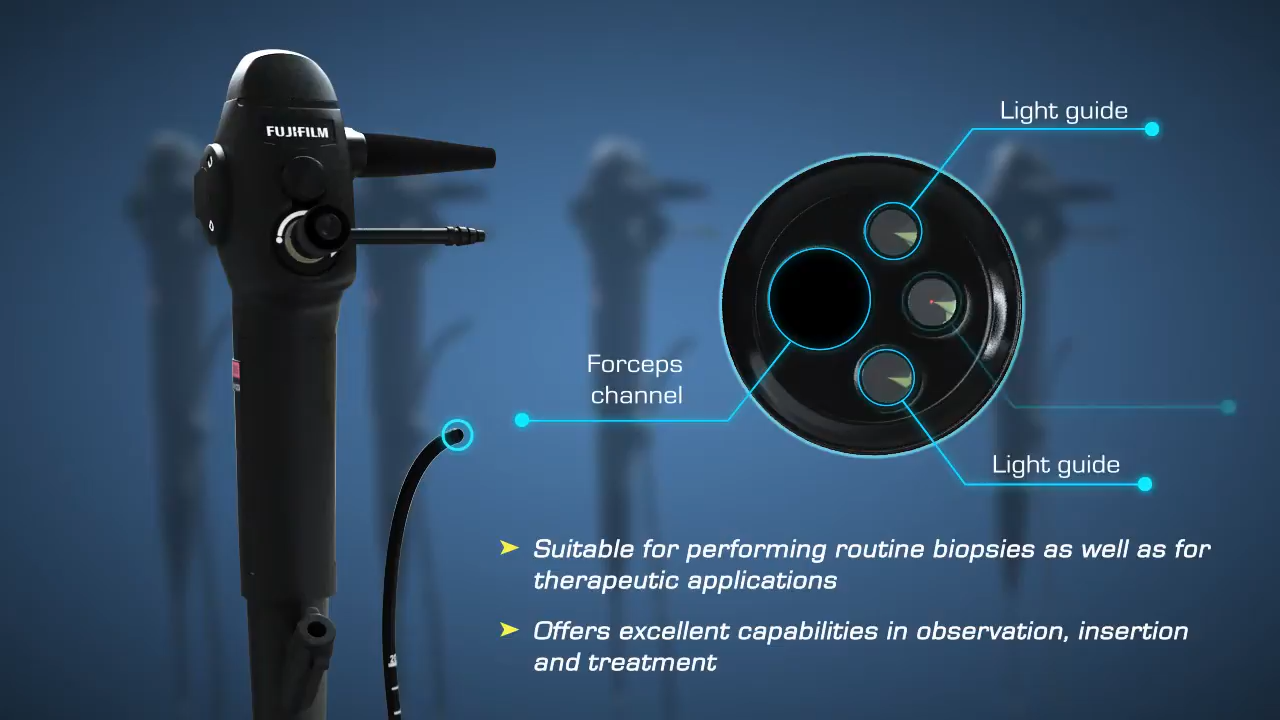 FUJIFILM
Light guide
Forceps
channel
Light guide
➤ Suitable for performing routine biopsies as well as for
therapeutic applications
➤ Offers excellent capabilities in observation, insertion
and treatment